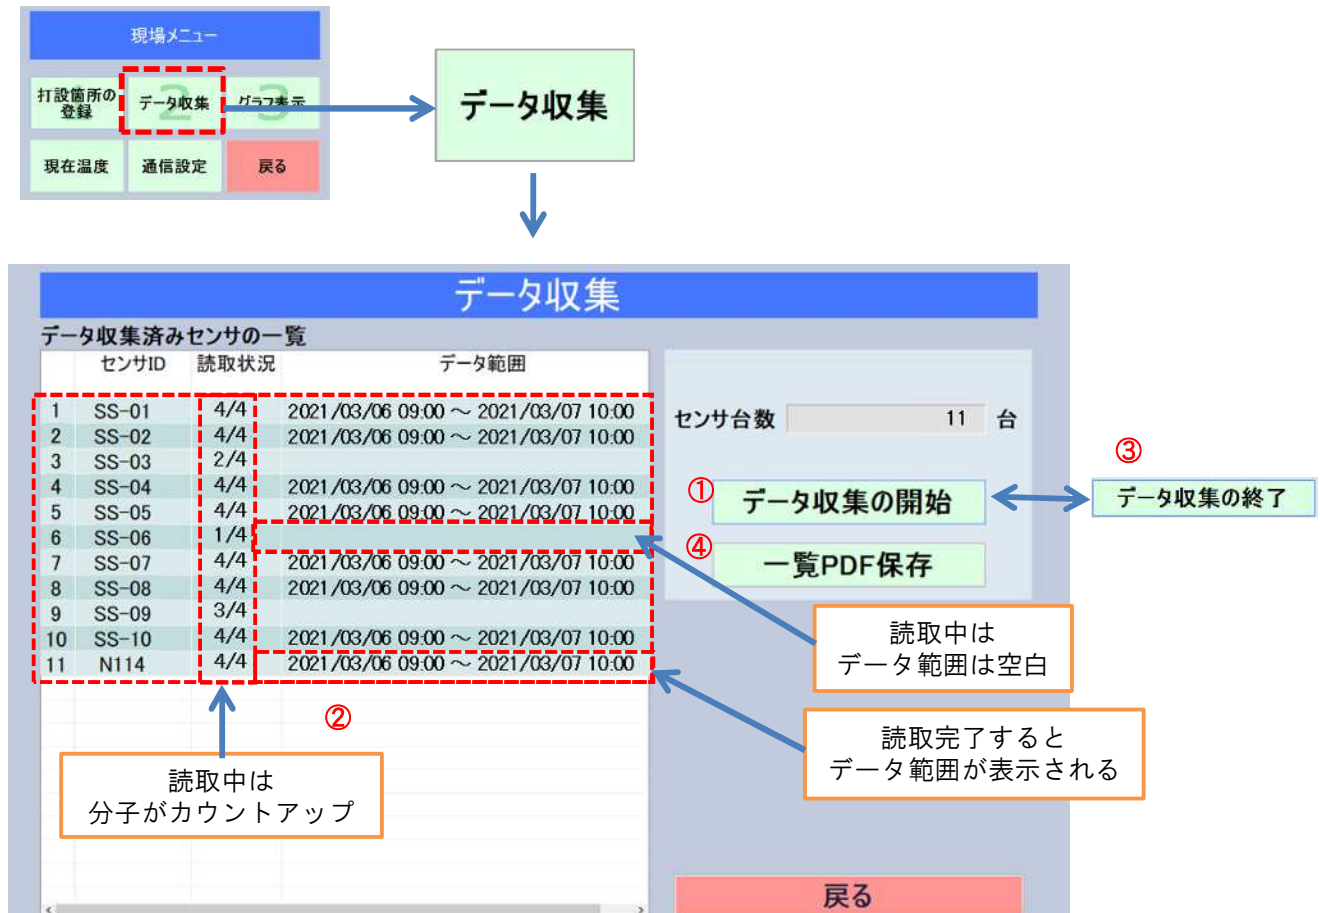 現場メニュー
打設箇所の
登録
2
データ収集
3
グラフ表示
現在温度
通信設定
戻る
データ収集
データ収集
データ収集済みセンサの一覧
センサID 読取状況 データ範囲
1 SS-01 4/4 2021/03/06 09:00 ～ 2021/03/07 10:00
2 SS-02 4/4 2021/03/06 09:00 ～ 2021/03/07 10:00
3 SS-03 2/4
4 SS-04 4/4 2021/03/06 09:00 ～ 2021/03/07 10:00
5 SS-05 4/4 2021/03/06 09:00 ～ 2021/03/07 10:00
6 SS-06 1/4
7 SS-07 4/4 2021/03/06 09:00 ～ 2021/03/07 10:00
8 SS-08 4/4 2021/03/06 09:00 ～ 2021/03/07 10:00
9 SS-09 3/4
10 SS-10 4/4 2021/03/06 09:00 ～ 2021/03/07 10:00
11 N114 4/4 2021/03/06 09:00 ～ 2021/03/07 10:00
②
読取中は
分子がカウントアップ
センサ台数 11 台
① データ収集の開始
③
データ収集の終了
④ 一覧PDF保存
読取中は
データ範囲は空白
読取完了すると
データ範囲が表示される
戻る